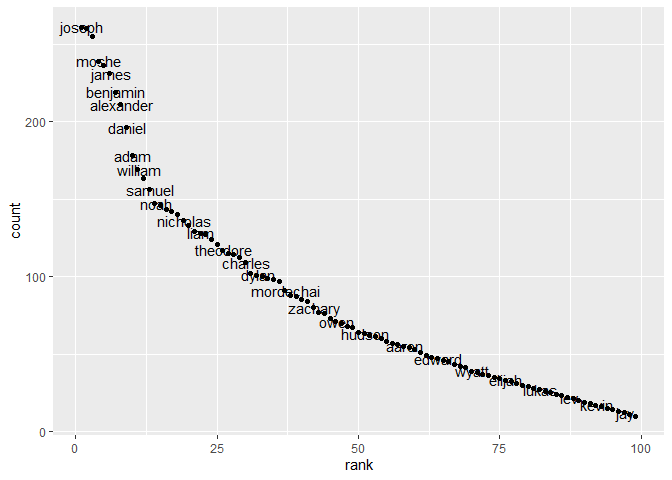 joseph
moshe
james
benjamin
alexander
200
daniel
adam
william
samuel
noah
nicholas
liam
theodore
charles
100
dylan
mordechai
zachary
owen
hudson
aaron
edward
wyatt
elijah
lukas
levi
kevin
jay
0
0 25 50 75 100
rank
count